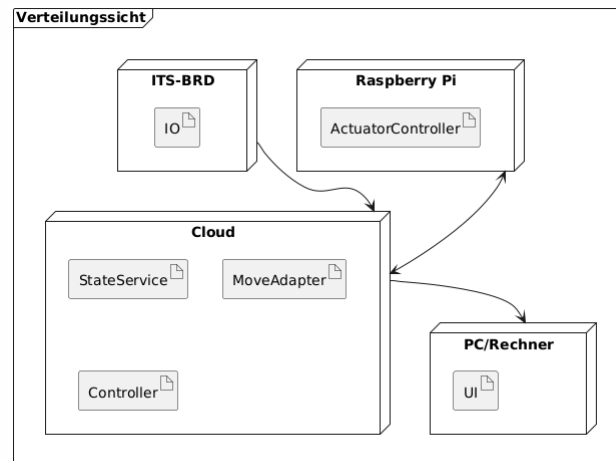 Verteilungssicht
ITS-BRD
IO
Raspberry Pi
ActuatorController
Cloud
StateService
MoveAdapter
Controller
PC/Rechner
UI